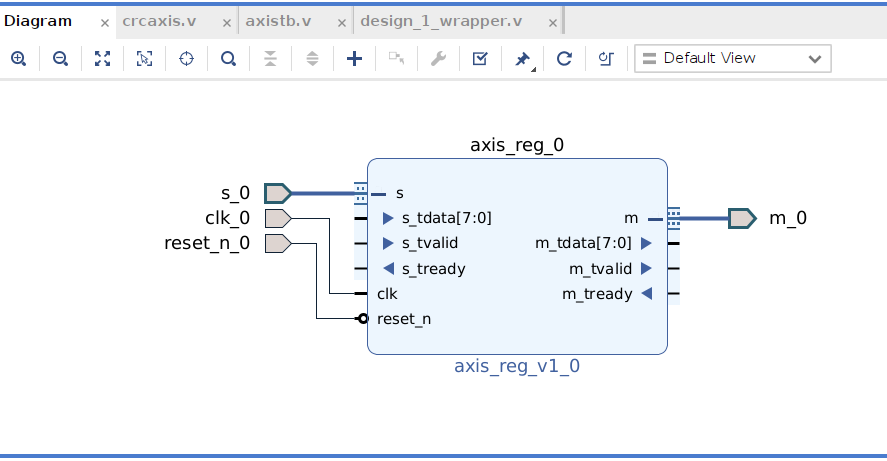 Diagram × crcaxis.v × axistb.v × design_1_wrapper.v ×
Default View
axis_reg_0
s_0
clk_0
reset_n_0
s
s_tdata[7:0]
s_tvalid
s_tready
clk
reset_n
m
m_tdata[7:0]
m_tvalid
m_tready
m_0
axis_reg_v1_0